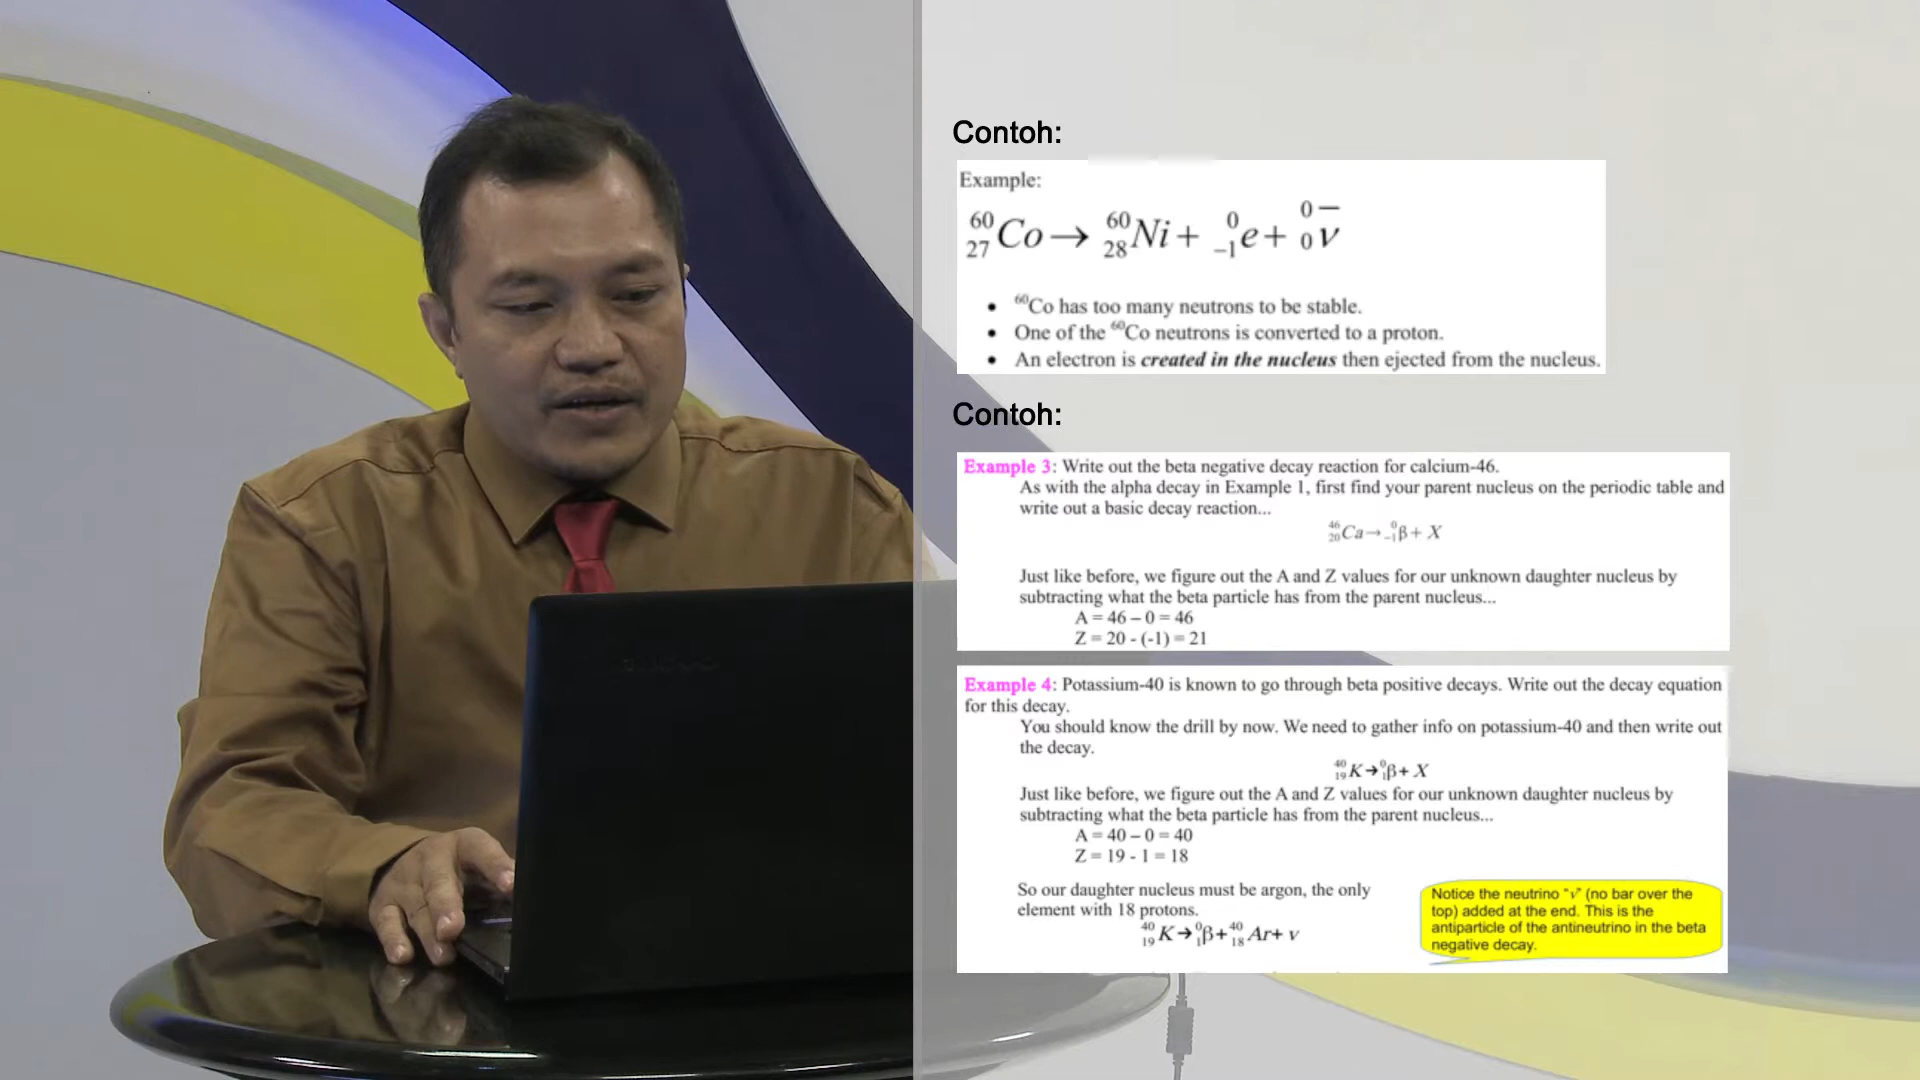 Contoh:
Example:
⁶⁰₂₇Co → ⁶⁰₂₈Ni + ⁰₋₁e + ⁰₀ν̅
• ⁶⁰Co has too many neutrons to be stable.
• One of the ⁶⁰Co neutrons is converted to a proton.
• An electron is created in the nucleus then ejected from the nucleus.
Contoh:
Example 3: Write out the beta negative decay reaction for calcium-46.
As with the alpha decay in Example 1, first find your parent nucleus on the periodic table and
write out a basic decay reaction...
⁴⁶₂₀Ca → ⁰₋₁β + X
Just like before, we figure out the A and Z values for our unknown daughter nucleus by
subtracting what the beta particle has from the parent nucleus...
A = 46 – 0 = 46
Z = 20 - (-1) = 21
Example 4: Potassium-40 is known to go through beta positive decays. Write out the decay equation
for this decay.
You should know the drill by now. We need to gather info on potassium-40 and then write out
the decay.
⁴⁰₁₉K → ⁰₁β + X
Just like before, we figure out the A and Z values for our unknown daughter nucleus by
subtracting what the beta particle has from the parent nucleus...
A = 40 – 0 = 40
Z = 19 - 1 = 18
So our daughter nucleus must be argon, the only
element with 18 protons.
⁴⁰₁₉K → ⁰₁β + ⁴⁰₁₈Ar + ν
Notice the neutrino "ν" (no bar over the
top) added at the end. This is the
antiparticle of the antineutrino in the beta
negative decay.